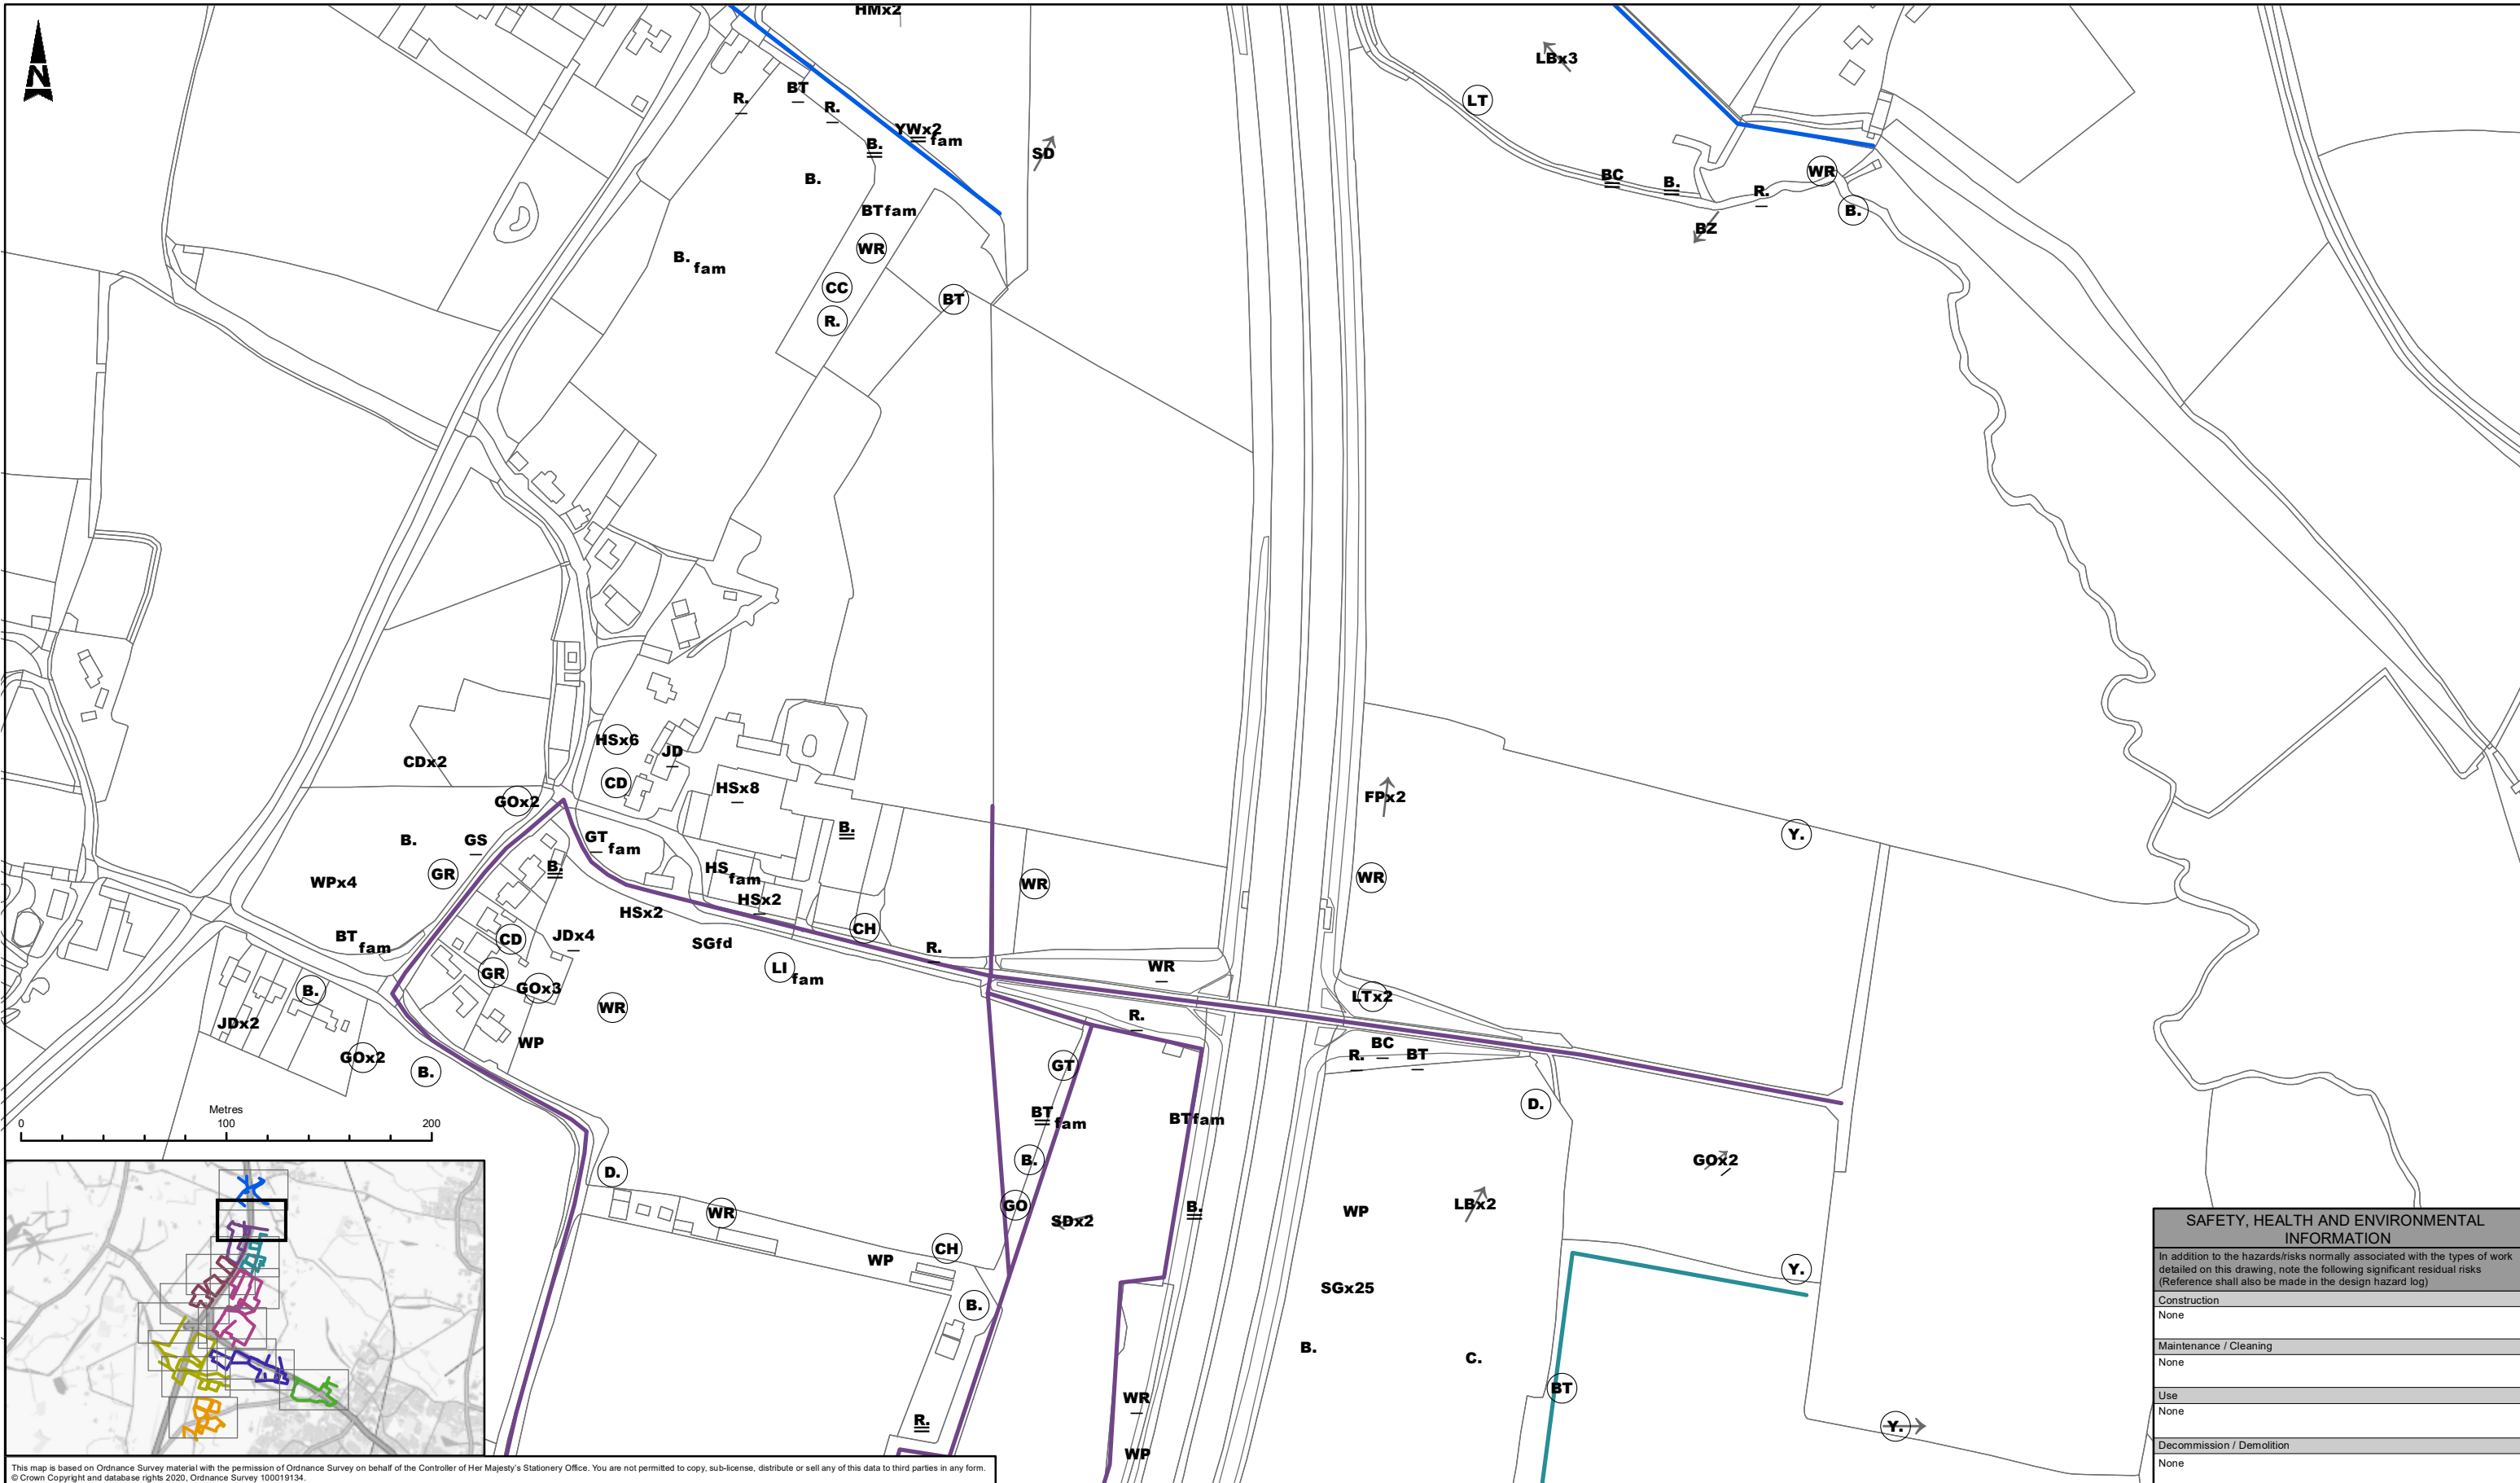 HMx2
N
LBx3
BT
R.
R.
LT
YWx2
fam
B.
SD
B.
BC
B.
R.
WR
B.
BTfam
BZ
WR
B.
fam
CC
BT
R.
HSx6
JD
CDx2
CD
HSx8
GOx2
FPx2
B.
GS
GT
fam
B.
Y.
GR
B.
HS
fam
WPx4
WR
WR
HSx2
HSx2
CH
BT
fam
CD
JDx4
SGfd
R.
LI
fam
WR
GR
GOx3
B.
LTx2
WR
JDx2
R.
WP
BC
GOx2
R.
BT
B.
GT
D.
Metres
0
100
200
BT
fam
BTfam
B.
D.
GOx2
WR
GO
SDx2
B.
WP
LBx2
CH
WP
Y.
SGx25
B.
B.
C.
BT
WR
R.
Y.
WP
SAFETY, HEALTH AND ENVIRONMENTAL
INFORMATION
In addition to the hazards/risks normally associated with the types of work
detailed on this drawing, note the following significant residual risks
(Reference shall also be made in the design hazard log)
Construction
None
Maintenance / Cleaning
None
Use
None
Decommission / Demolition
None
This map is based on Ordnance Survey material with the permission of Ordnance Survey on behalf of the Controller of Her Majesty's Stationery Office. You are not permitted to copy, sub-license, distribute or sell any of this data to third parties in any form.
© Crown Copyright and database rights 2020, Ordnance Survey 100019134.